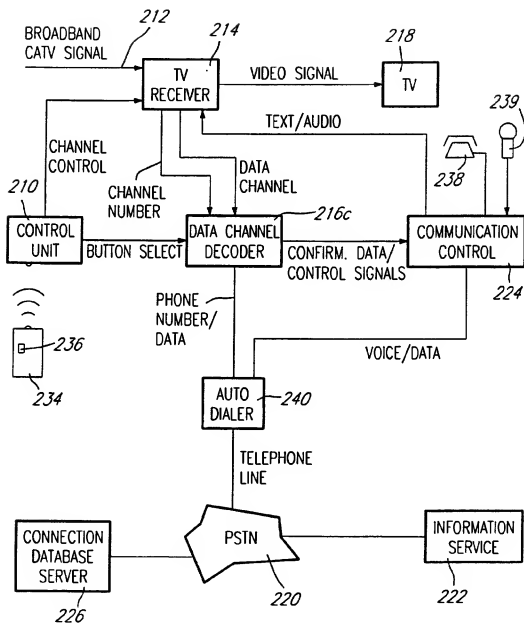 BROADBAND
CATV SIGNAL
212
214
TV
RECEIVER
VIDEO SIGNAL
218
TV
239
TEXT/AUDIO
238
CHANNEL
CONTROL
CHANNEL
NUMBER
DATA
CHANNEL
210
CONTROL
UNIT
BUTTON SELECT
216c
DATA CHANNEL
DECODER
CONFIRM. DATA/
CONTROL SIGNALS
COMMUNICATION
CONTROL
224
236
234
PHONE
NUMBER/
DATA
VOICE/DATA
AUTO
DIALER
240
TELEPHONE
LINE
CONNECTION
DATABASE
SERVER
226
PSTN
220
INFORMATION
SERVICE
222